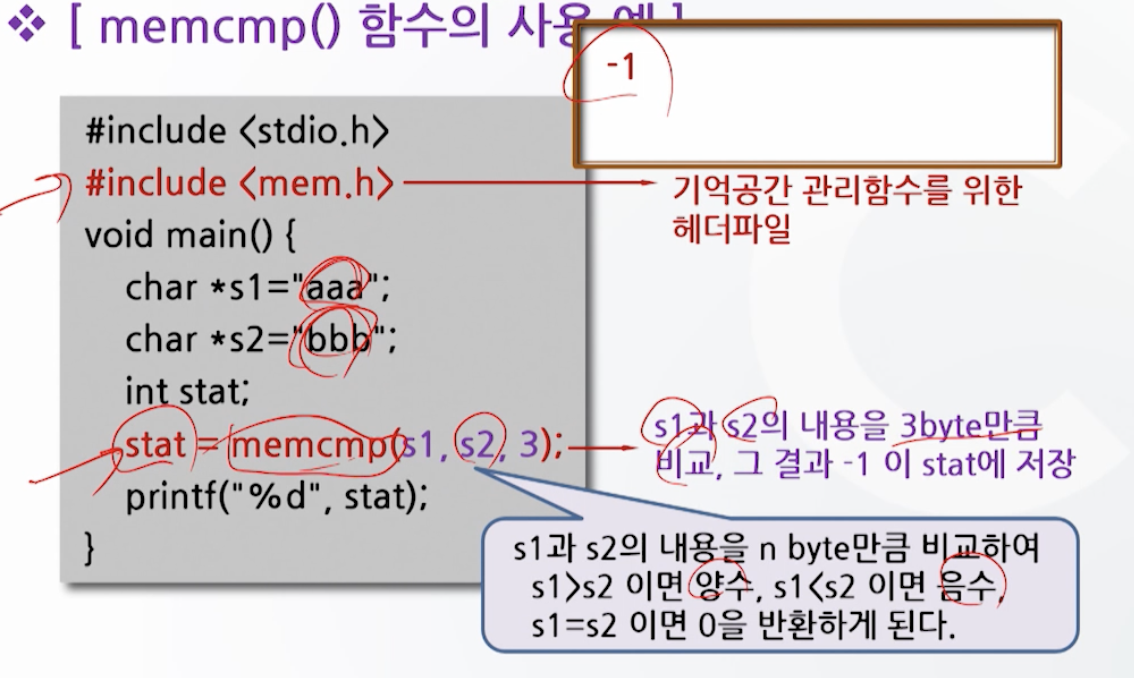 ❖ [ memcmp() 함수의 사용 예 ]
-1
#include <stdio.h>
#include <mem.h>
기억공간 관리함수를 위한
헤더파일
void main() {
char *s1="aaa";
char *s2="bbb";
int stat;
stat = memcmp(s1, s2, 3);
s1과 s2의 내용을 3byte만큼
비교, 그 결과 -1 이 stat에 저장
printf("%d", stat);
}
s1과 s2의 내용을 n byte만큼 비교하여
s1>s2 이면 양수, s1<s2 이면 음수,
s1=s2 이면 0을 반환하게 된다.